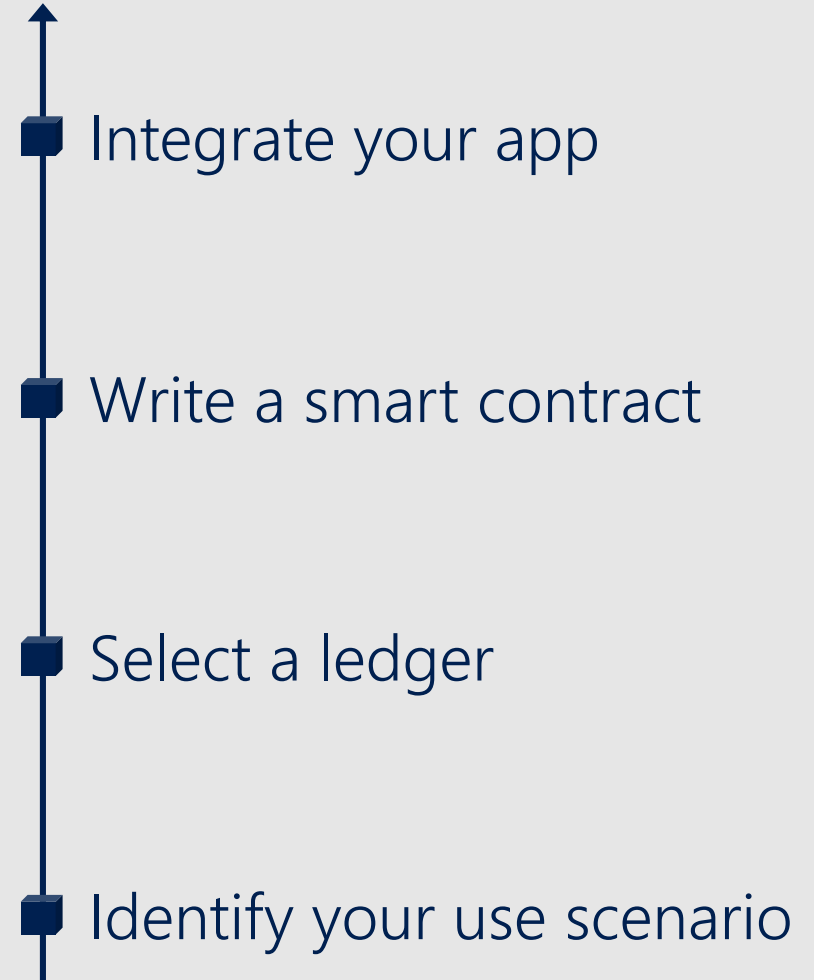 Integrate your app
Write a smart contract
Select a ledger
Identify your use scenario